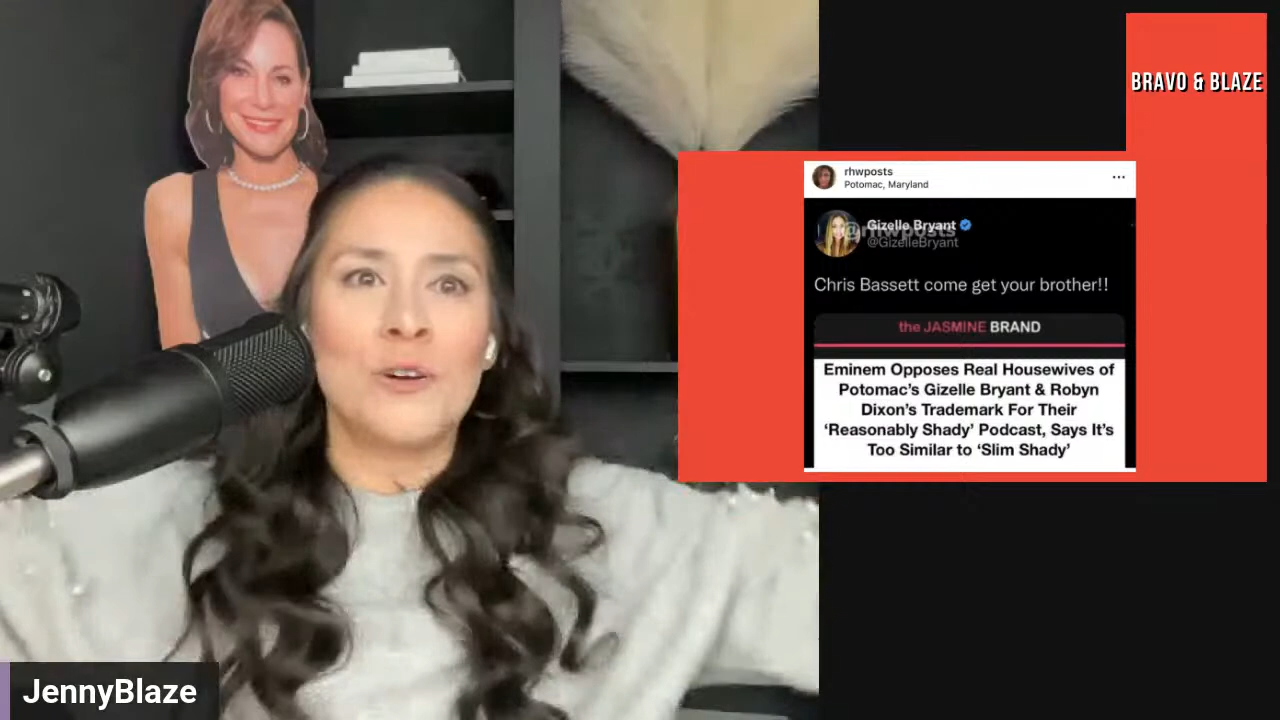 BRAVO & BLAZE
rhwposts
Potomac, Maryland
Gizelle Bryant
@rhwposts
@GizelleBryant
Chris Bassett come get your brother!!
the JASMINE BRAND
Eminem Opposes Real Housewives of
Potomac's Gizelle Bryant & Robyn
Dixon's Trademark For Their
‘Reasonably Shady’ Podcast, Says It's
Too Similar to ‘Slim Shady’
JennyBlaze